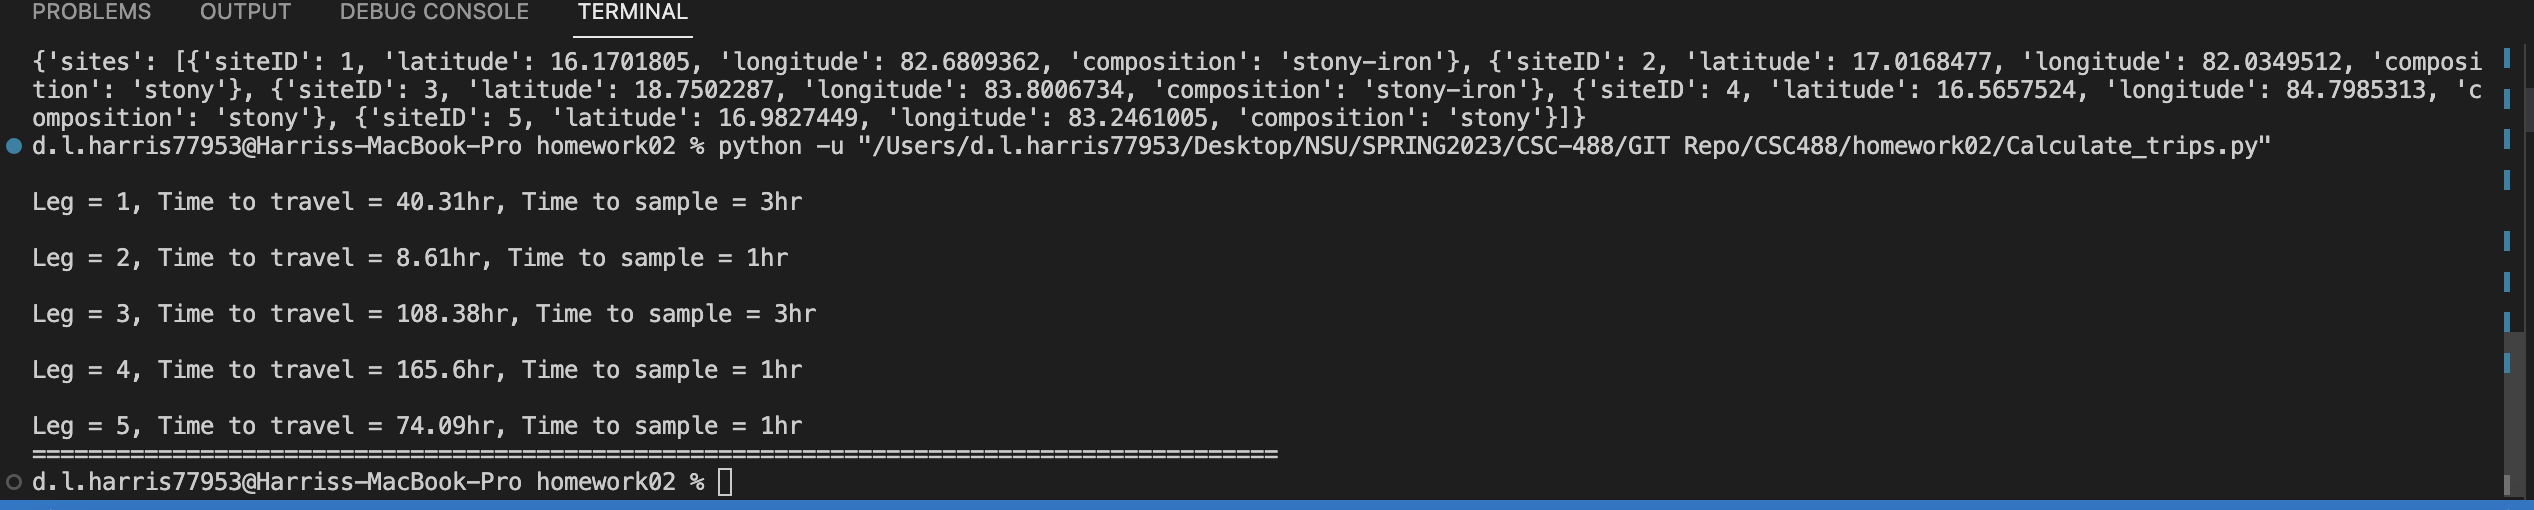 PROBLEMS OUTPUT DEBUG CONSOLE TERMINAL
{'sites': [{'siteID': 1, 'latitude': 16.1701805, 'longitude': 82.6809362, 'composition': 'stony-iron'}, {'siteID': 2, 'latitude': 17.0168477, 'longitude': 82.0349512, 'composi
tion': 'stony'}, {'siteID': 3, 'latitude': 18.7502287, 'longitude': 83.8006734, 'composition': 'stony-iron'}, {'siteID': 4, 'latitude': 16.5657524, 'longitude': 84.7985313, 'c
omposition': 'stony'}, {'siteID': 5, 'latitude': 16.9827449, 'longitude': 83.2461005, 'composition': 'stony'}]}
d.l.harris77953@Harriss-MacBook-Pro homework02 % python -u "/Users/d.l.harris77953/Desktop/NSU/SPRING2023/CSC-488/GIT Repo/CSC488/homework02/Calculate_trips.py"
Leg = 1, Time to travel = 40.31hr, Time to sample = 3hr
Leg = 2, Time to travel = 8.61hr, Time to sample = 1hr
Leg = 3, Time to travel = 108.38hr, Time to sample = 3hr
Leg = 4, Time to travel = 165.6hr, Time to sample = 1hr
Leg = 5, Time to travel = 74.09hr, Time to sample = 1hr
=========================================================================================
d.l.harris77953@Harriss-MacBook-Pro homework02 %